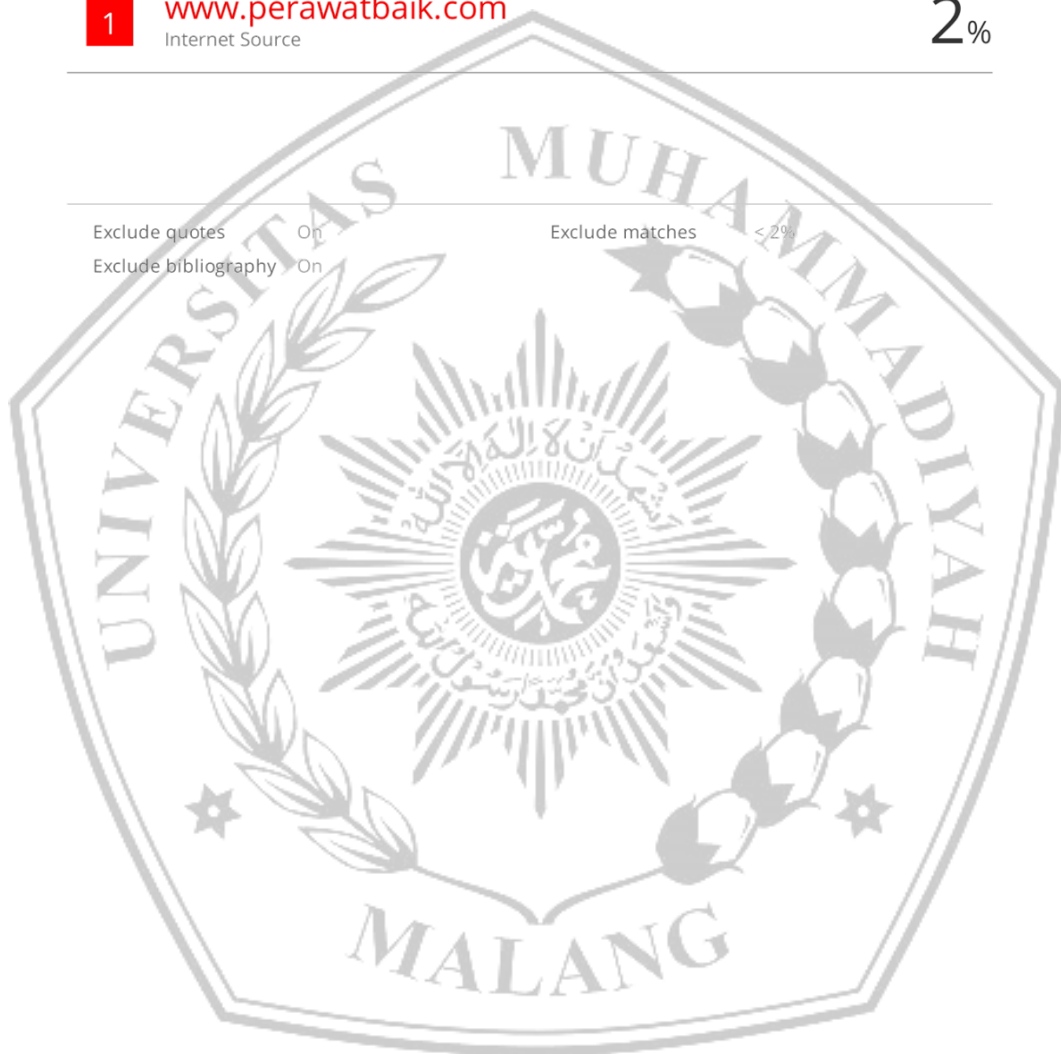 1 www.perawatbaik.com 2%
Internet Source
Exclude quotes On Exclude matches < 2%
Exclude bibliography On
UNIVERSITAS MUHAMMADIYAH
MALANG